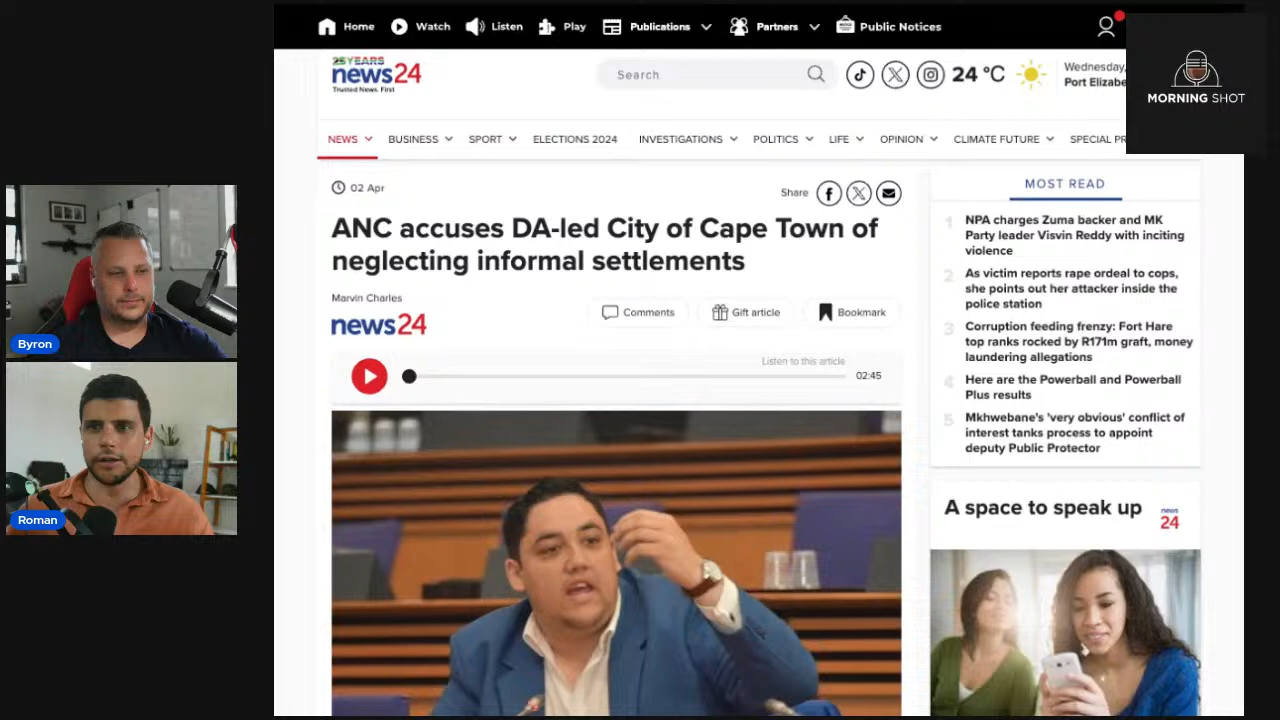 Home
Watch
Listen
Play
Publications
Partners
Public Notices
MORNING SHOT
25 YEARS
news24
Trusted News. First
Search
24 °C
Wednesday,
Port Elizabe
NEWS
BUSINESS
SPORT
ELECTIONS 2024
INVESTIGATIONS
POLITICS
LIFE
OPINION
CLIMATE FUTURE
SPECIAL PR
02 Apr
Share
ANC accuses DA-led City of Cape Town of
neglecting informal settlements
Marvin Charles
news24
Comments
Gift article
Bookmark
Listen to this article
02:45
MOST READ
1
NPA charges Zuma backer and MK
Party leader Visvin Reddy with inciting
violence
2
As victim reports rape ordeal to cops,
she points out her attacker inside the
police station
3
Corruption feeding frenzy: Fort Hare
top ranks rocked by R171m graft, money
laundering allegations
4
Here are the Powerball and Powerball
Plus results
5
Mkhwebane's 'very obvious' conflict of
interest tanks process to appoint
deputy Public Protector
A space to speak up
news
24
Byron
Roman